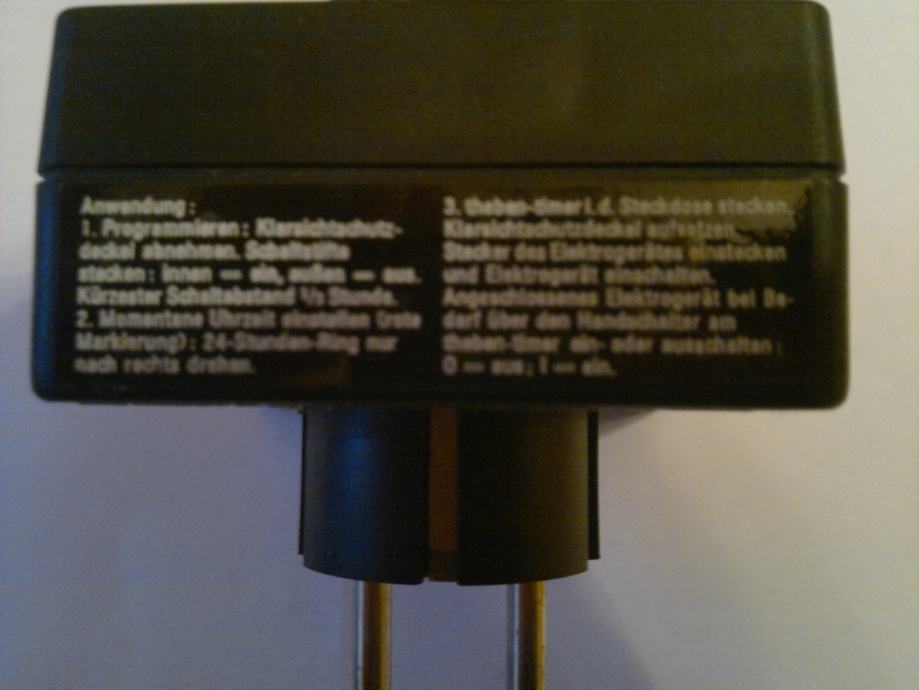 Anwendung:
1. Programmieren: Klarsichtschutz-
deckel abnehmen. Schaltstifte
stecken: innen — ein, außen — aus.
Kürzester Schaltabstand ½ Stunde.
2. Momentane Uhrzeit einstellen (rote
Markierung): 24-Stunden-Ring nur
nach rechts drehen.
3. theben-timer i. d. Steckdose stecken.
Klarsichtschutzdeckel aufsetzen.
Stecker des Elektrogerätes einstecken
und Elektrogerät einschalten.
Angeschlossenes Elektrogerät bei Be-
darf über den Handschalter am
theben-timer ein- oder ausschalten:
0 — aus; I — ein.